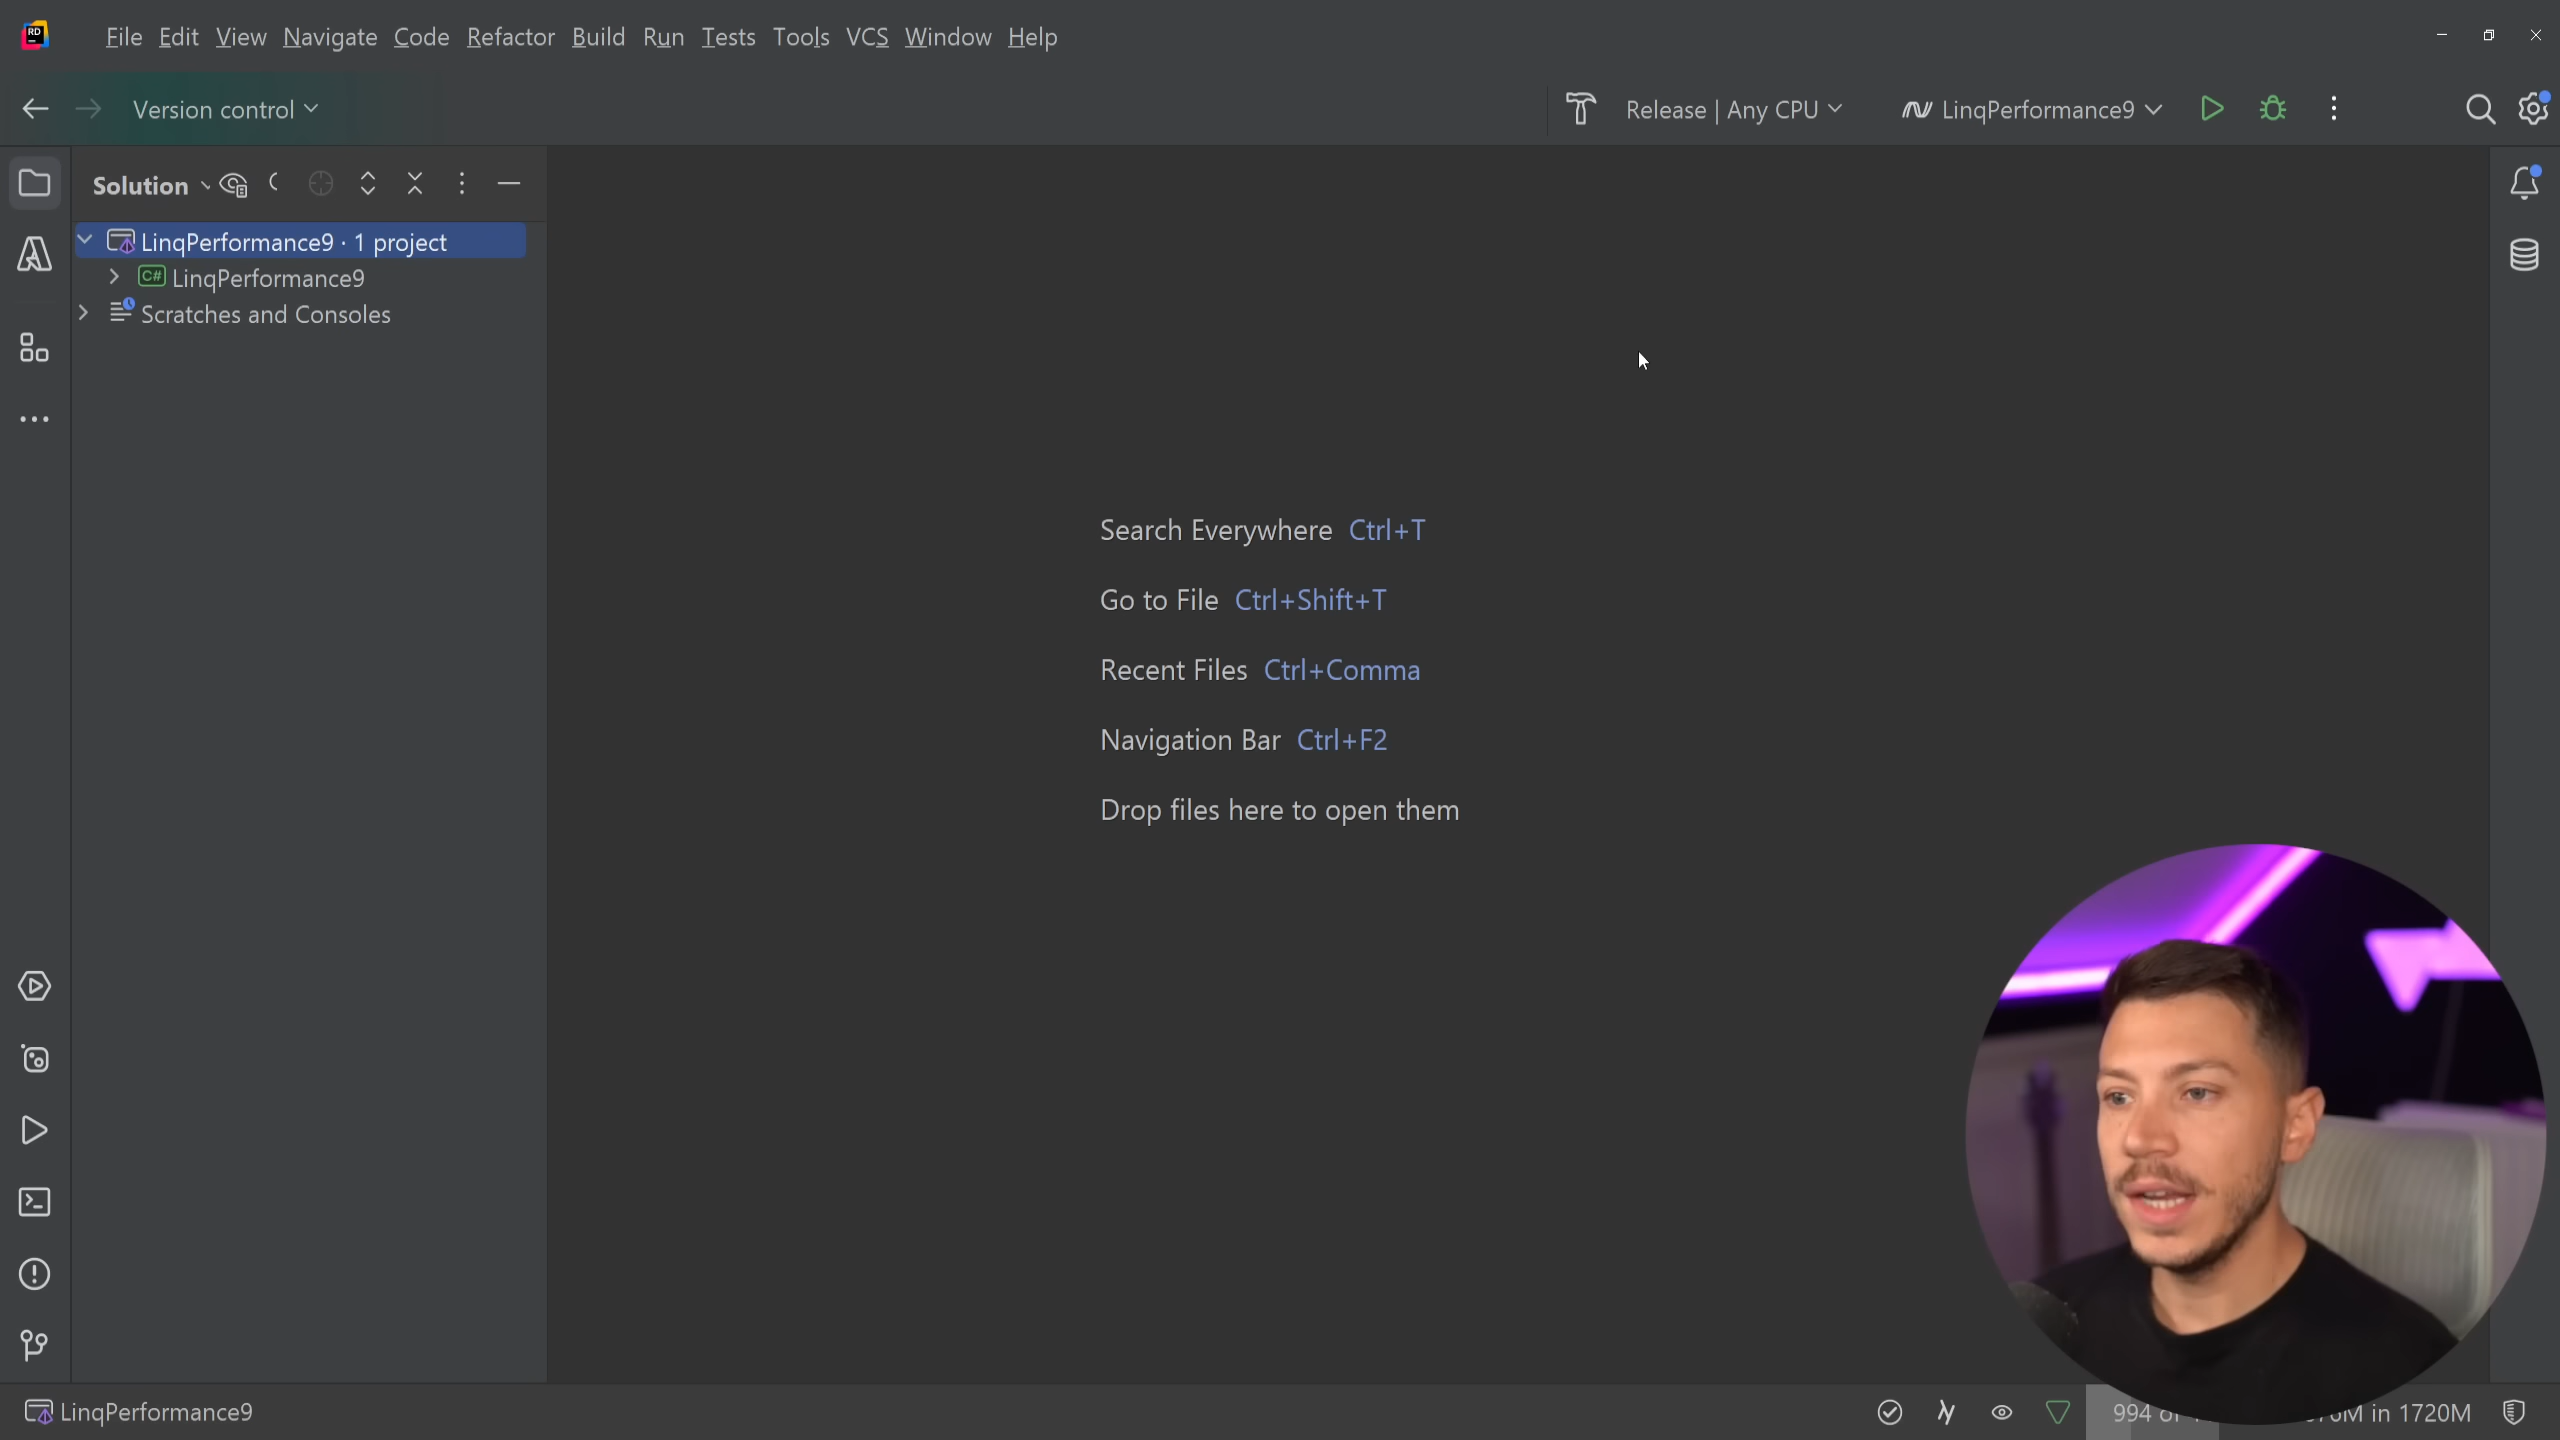 RD
File Edit View Navigate Code Refactor Build Run Tests Tools VCS Window Help
Version control
Release | Any CPU
LinqPerformance9
Solution
LinqPerformance9 · 1 project
C# LinqPerformance9
Scratches and Consoles
Search Everywhere Ctrl+T
Go to File Ctrl+Shift+T
Recent Files Ctrl+Comma
Navigation Bar Ctrl+F2
Drop files here to open them
LinqPerformance9
994 in 1720M